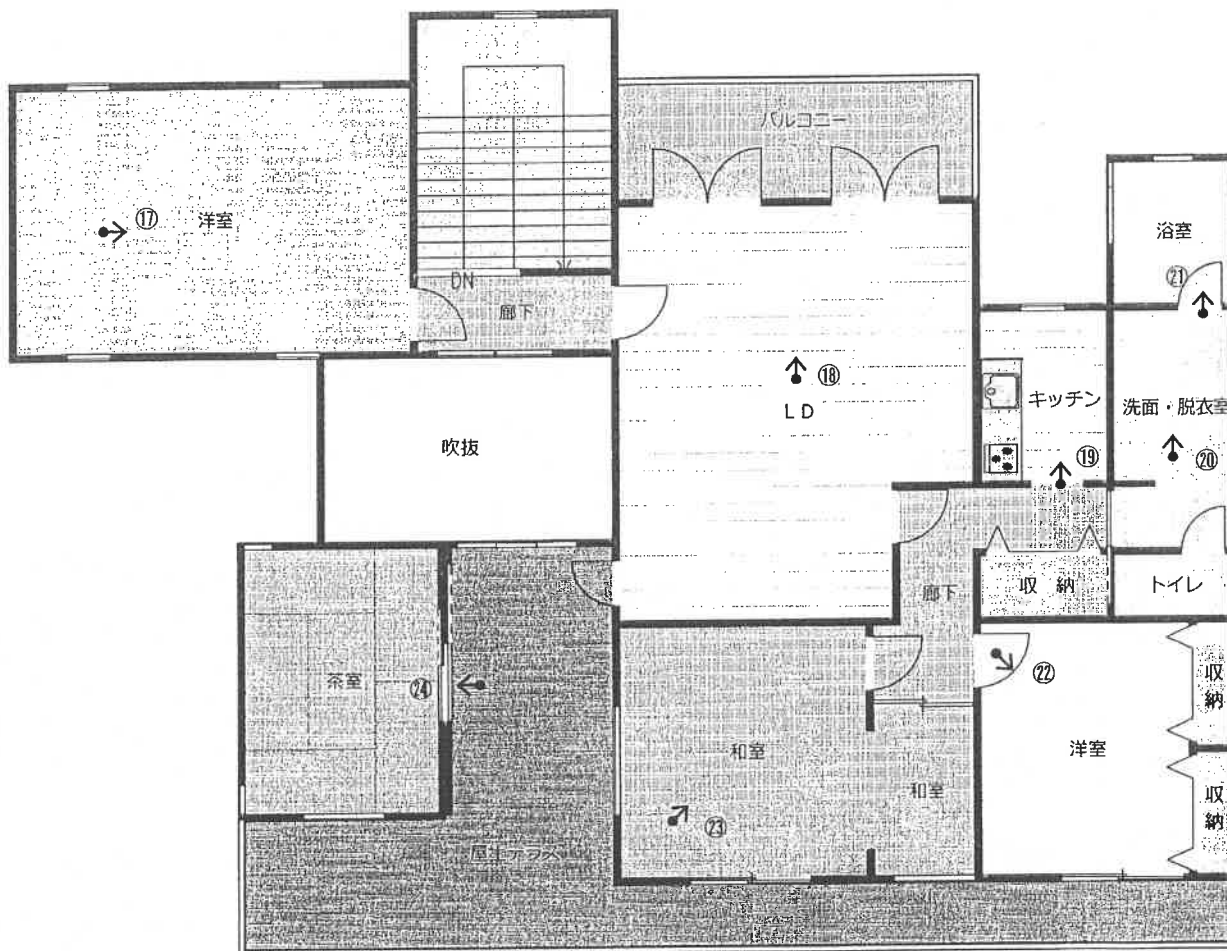 バルコニー
洋室
⑰
DN
廊下
浴室
㉑
⑱
LD
キッチン
洗面・脱衣室
⑲
⑳
吹抜
廊下
収納
トイレ
茶室
㉔
㉒
収納
和室
和室
洋室
㉓
収納
屋上テラス